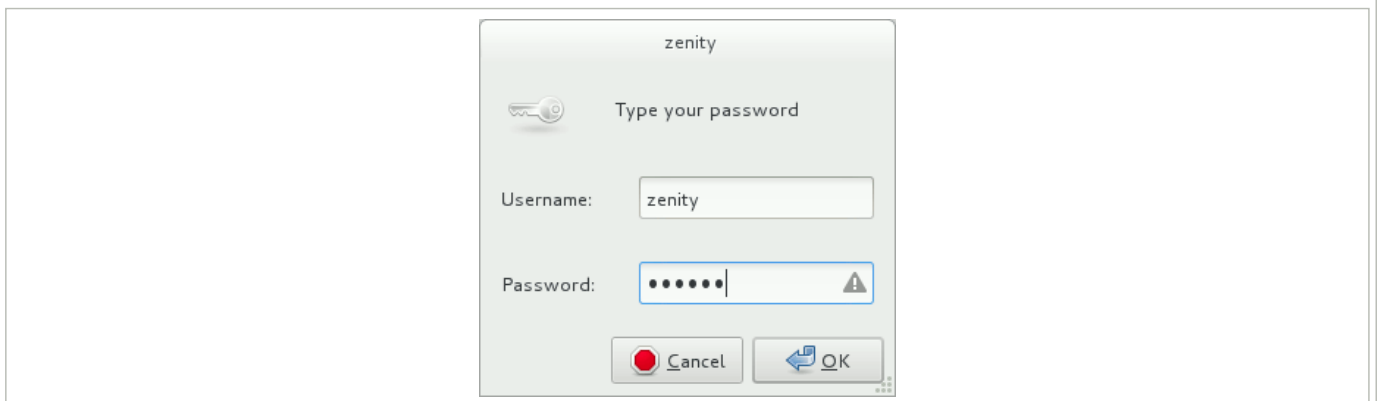 zenity
Type your password
Username: zenity
Password: ••••••
Cancel OK